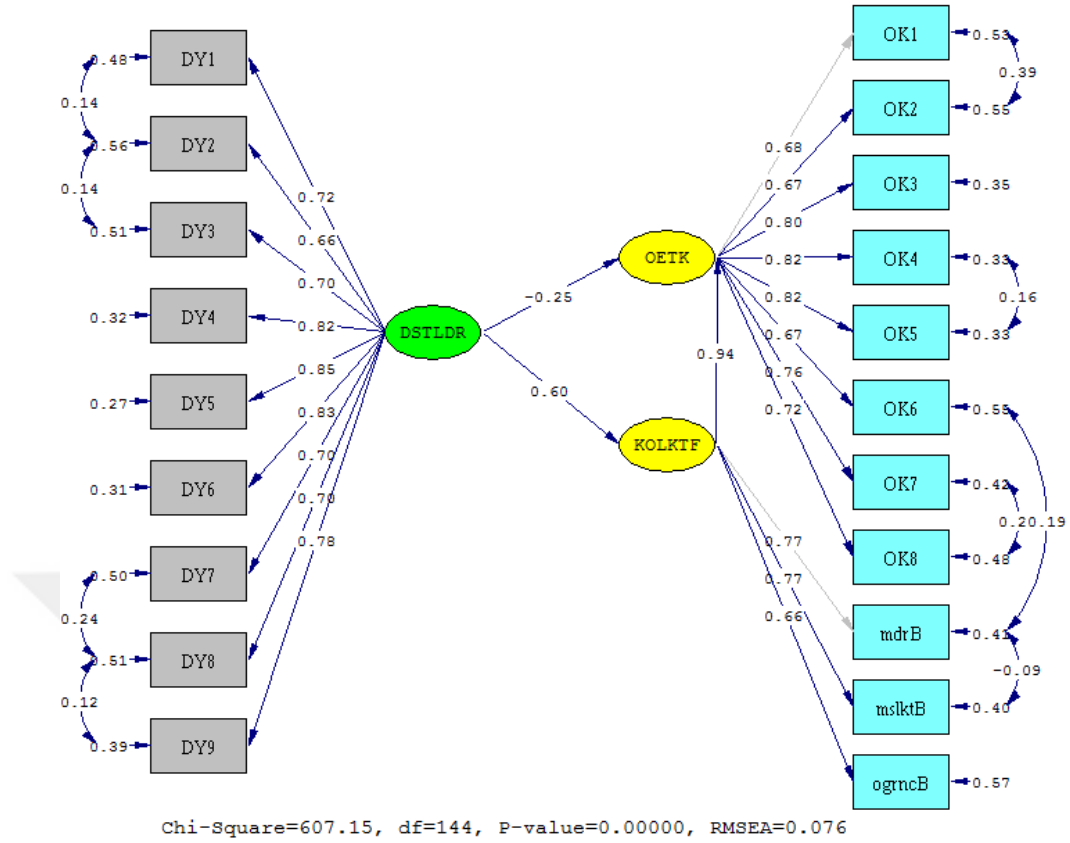 0.48 DY1
0.14
0.56 DY2
0.14
0.51 DY3
0.32 DY4
0.27 DY5
0.31 DY6
0.50 DY7
0.24
0.51 DY8
0.12
0.39 DY9
0.72
0.66
0.70
0.82
0.85
0.83
0.70
0.70
0.78
DSTLDR
-0.25
0.60
OETK
0.94
KOLKTF
0.68
0.67
0.80
0.82
0.82
0.67
0.76
0.72
0.77
0.77
0.66
OK1 0.53
0.39
OK2 0.55
OK3 0.35
OK4 0.33
0.16
OK5 0.33
OK6 0.55
OK7 0.42
0.20.19
OK8 0.48
mdrB 0.41
-0.09
mslktB 0.40
ogrncB 0.57
Chi-Square=607.15, df=144, P-value=0.00000, RMSEA=0.076